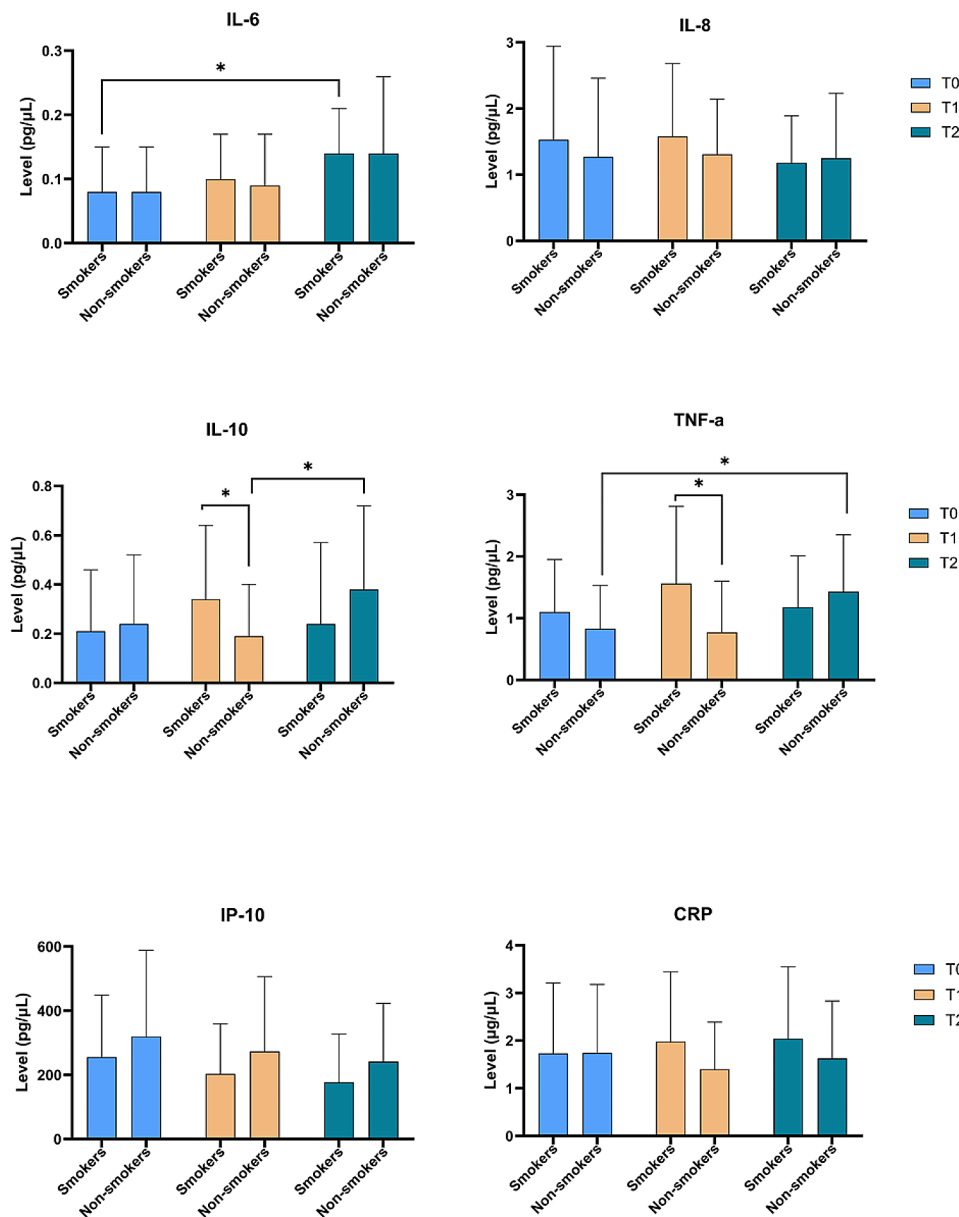 IL-6
Level (pg/µL)
0.3
0.2
0.1
0.0
*
Smokers
Non-smokers
Smokers
Non-smokers
Smokers
Non-smokers
IL-8
Level (pg/µL)
3
2
1
0
Smokers
Non-smokers
Smokers
Non-smokers
Smokers
Non-smokers
T0
T1
T2
IL-10
Level (pg/µL)
0.8
0.6
0.4
0.2
0.0
*
*
Smokers
Non-smokers
Smokers
Non-smokers
Smokers
Non-smokers
TNF-a
Level (pg/µL)
3
2
1
0
*
*
Smokers
Non-smokers
Smokers
Non-smokers
Smokers
Non-smokers
T0
T1
T2
IP-10
Level (pg/µL)
600
400
200
0
Smokers
Non-smokers
Smokers
Non-smokers
Smokers
Non-smokers
CRP
Level (µg/µL)
4
3
2
1
0
Smokers
Non-smokers
Smokers
Non-smokers
Smokers
Non-smokers
T0
T1
T2